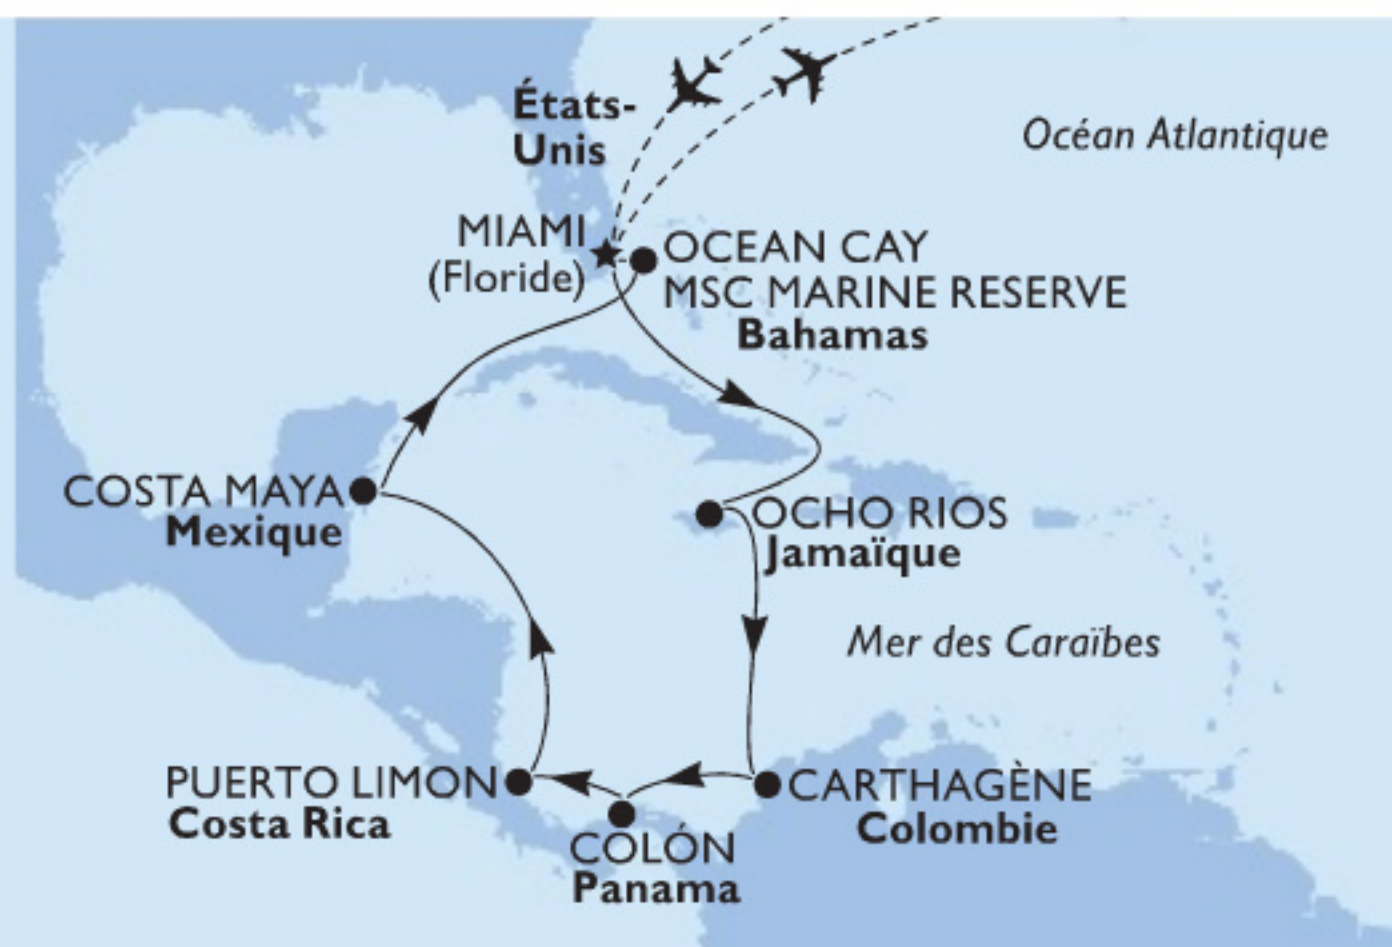 États-
Unis
Océan Atlantique
MIAMI
(Floride)
OCEAN CAY
MSC MARINE RESERVE
Bahamas
COSTA MAYA
Mexique
OCHO RIOS
Jamaïque
Mer des Caraïbes
PUERTO LIMON
Costa Rica
COLÓN
Panama
CARTHAGÈNE
Colombie